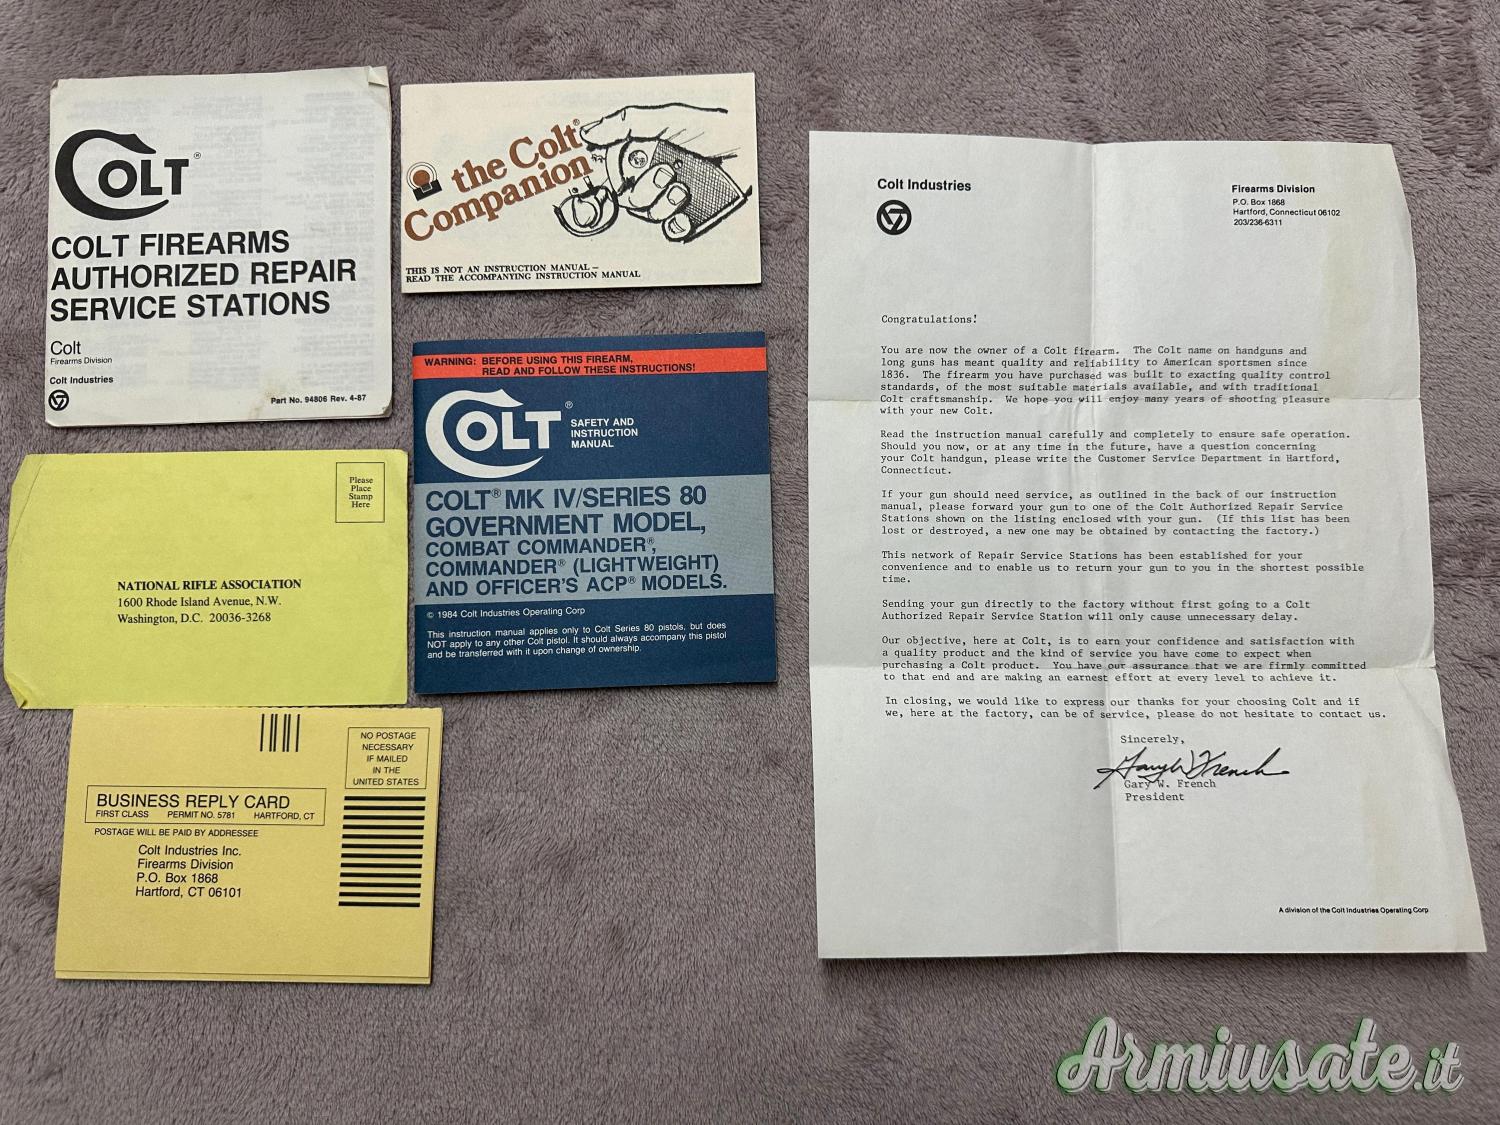 COLT®
COLT FIREARMS
AUTHORIZED REPAIR
SERVICE STATIONS
Colt
Firearms Division
Colt Industries
Part No. 94806 Rev. 4-87
the Colt®
Companion
THIS IS NOT AN INSTRUCTION MANUAL –
READ THE ACCOMPANYING INSTRUCTION MANUAL
WARNING: BEFORE USING THIS FIREARM,
READ AND FOLLOW THESE INSTRUCTIONS!
COLT®
SAFETY AND
INSTRUCTION
MANUAL
COLT® MK IV/SERIES 80
GOVERNMENT MODEL,
COMBAT COMMANDER®,
COMMANDER® (LIGHTWEIGHT)
AND OFFICER'S ACP® MODELS.
© 1984 Colt Industries Operating Corp
This instruction manual applies only to Colt Series 80 pistols, but does
NOT apply to any other Colt pistol. It should always accompany this pistol
and be transferred with it upon change of ownership.
Please
Place
Stamp
Here
NATIONAL RIFLE ASSOCIATION
1600 Rhode Island Avenue, N.W.
Washington, D.C. 20036-3268
NO POSTAGE
NECESSARY
IF MAILED
IN THE
UNITED STATES
BUSINESS REPLY CARD
FIRST CLASS PERMIT NO. 5781 HARTFORD, CT
POSTAGE WILL BE PAID BY ADDRESSEE
Colt Industries Inc.
Firearms Division
P.O. Box 1868
Hartford, CT 06101
Colt Industries
Firearms Division
P.O. Box 1868
Hartford, Connecticut 06102
203/236-6311
Congratulations!
You are now the owner of a Colt firearm. The Colt name on handguns and
long guns has meant quality and reliability to American sportsmen since
1836. The firearm you have purchased was built to exacting quality control
standards, of the most suitable materials available, and with traditional
Colt craftsmanship. We hope you will enjoy many years of shooting pleasure
with your new Colt.
Read the instruction manual carefully and completely to ensure safe operation.
Should you now, or at any time in the future, have a question concerning
your Colt handgun, please write the Customer Service Department in Hartford,
Connecticut.
If your gun should need service, as outlined in the back of our instruction
manual, please forward your gun to one of the Colt Authorized Repair Service
Stations shown on the listing enclosed with your gun. (If this list has been
lost or destroyed, a new one may be obtained by contacting the factory.)
This network of Repair Service Stations has been established for your
convenience and to enable us to return your gun to you in the shortest possible
time.
Sending your gun directly to the factory without first going to a Colt
Authorized Repair Service Station will only cause unnecessary delay.
Our objective, here at Colt, is to earn your confidence and satisfaction with
a quality product and the kind of service you have come to expect when
purchasing a Colt product. You have our assurance that we are firmly committed
to that end and are making an earnest effort at every level to achieve it.
In closing, we would like to express our thanks for your choosing Colt and if
we, here at the factory, can be of service, please do not hesitate to contact us.
Sincerely,
Gary W. French
Gary W. French
President
A division of the Colt Industries Operating Corp
Armiusate.it